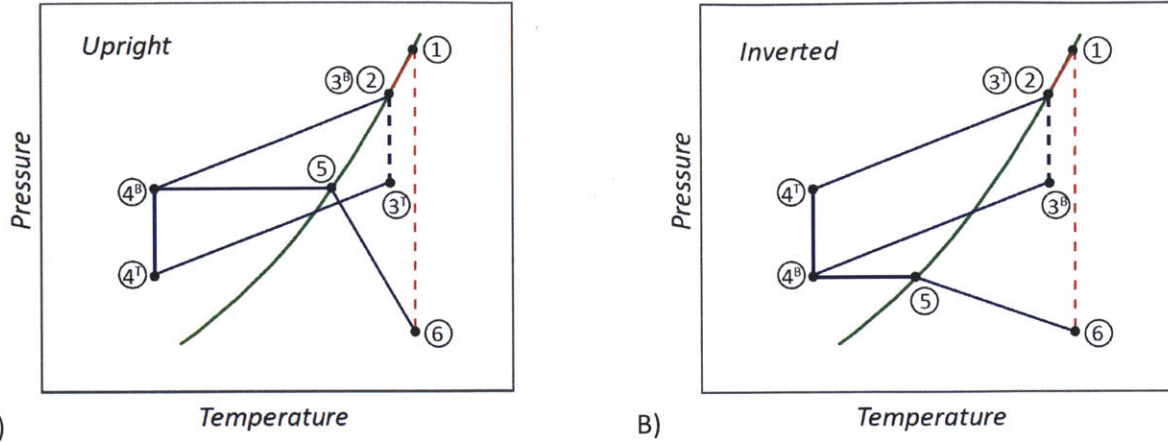 Upright
1
3ᴮ 2
5
4ᴮ
3ᵀ
4ᵀ
6
Pressure
Temperature
)
Inverted
1
3ᵀ 2
4ᵀ
3ᴮ
4ᴮ
5
6
Pressure
Temperature
B)